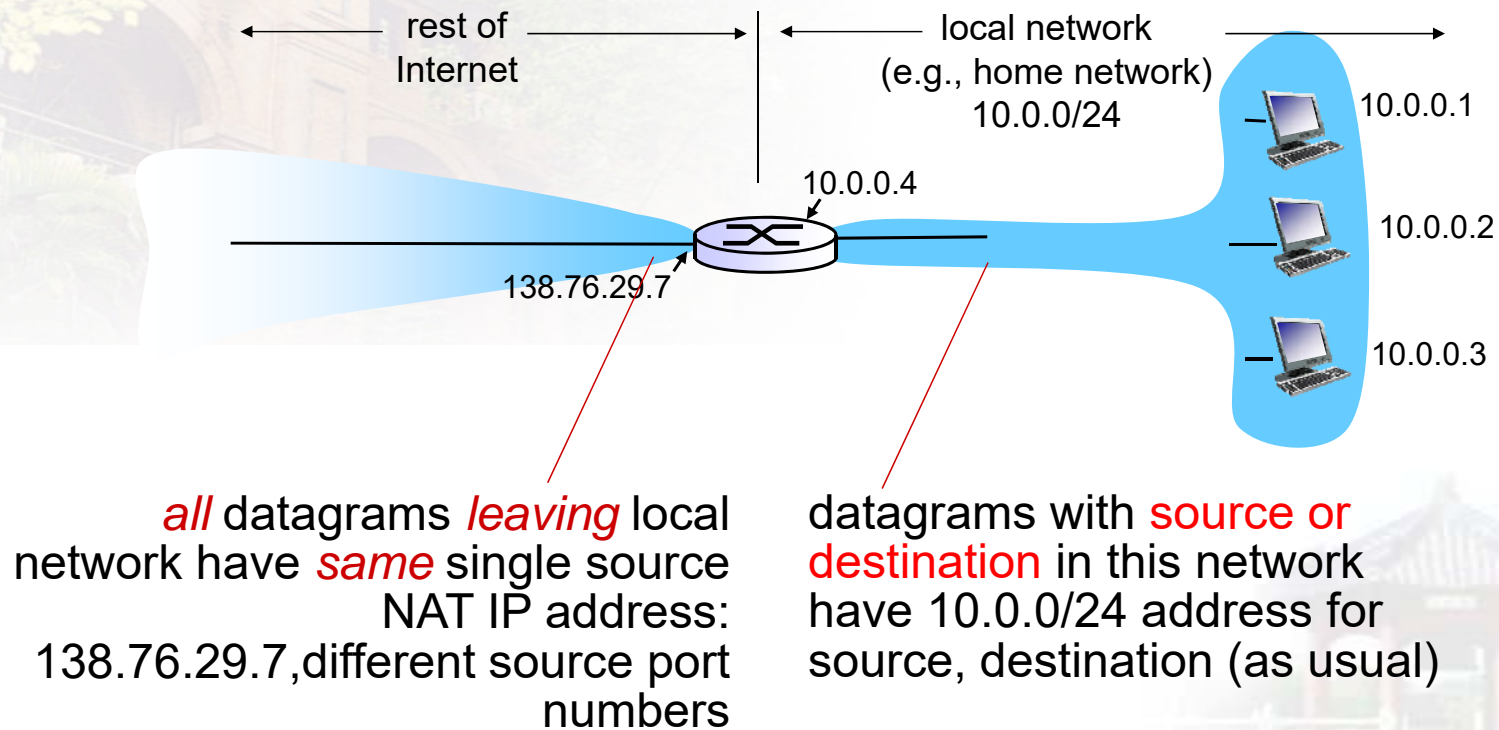 rest of
Internet
local network
(e.g., home network)
10.0.0/24
10.0.0.1
10.0.0.4
10.0.0.2
138.76.29.7
10.0.0.3
all datagrams leaving local
network have same single source
NAT IP address:
138.76.29.7,different source port
numbers
datagrams with source or
destination in this network
have 10.0.0/24 address for
source, destination (as usual)